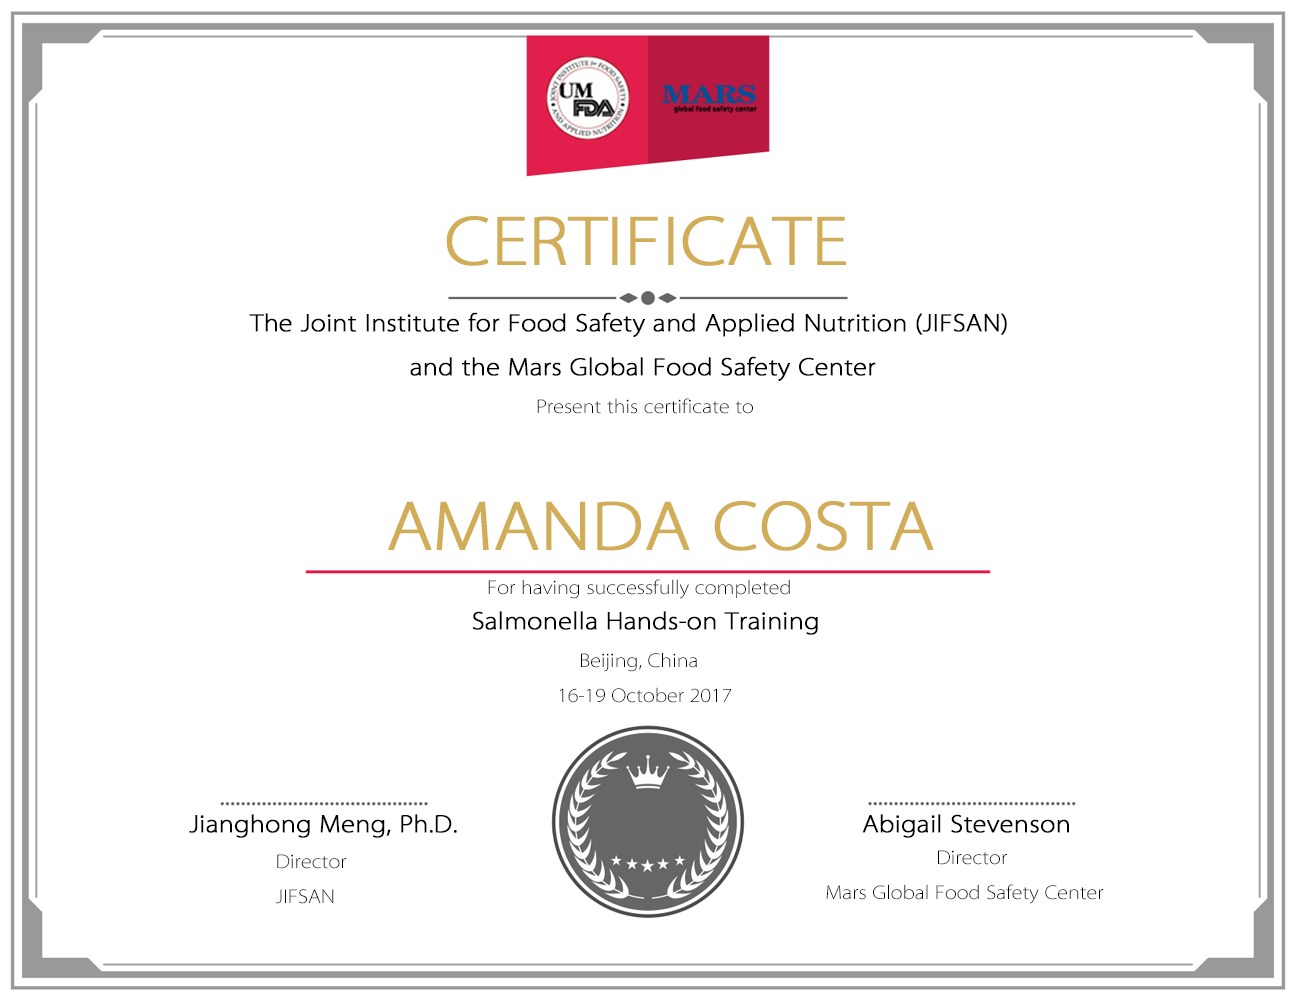 JOINT INSTITUTE for FOOD SAFETY
UM
FDA
AND APPLIED NUTRITION
MARS
global food safety center
CERTIFICATE
The Joint Institute for Food Safety and Applied Nutrition (JIFSAN)
and the Mars Global Food Safety Center
Present this certificate to
AMANDA COSTA
For having successfully completed
Salmonella Hands-on Training
Beijing, China
16-19 October 2017
Jianghong Meng, Ph.D.
Director
JIFSAN
Abigail Stevenson
Director
Mars Global Food Safety Center